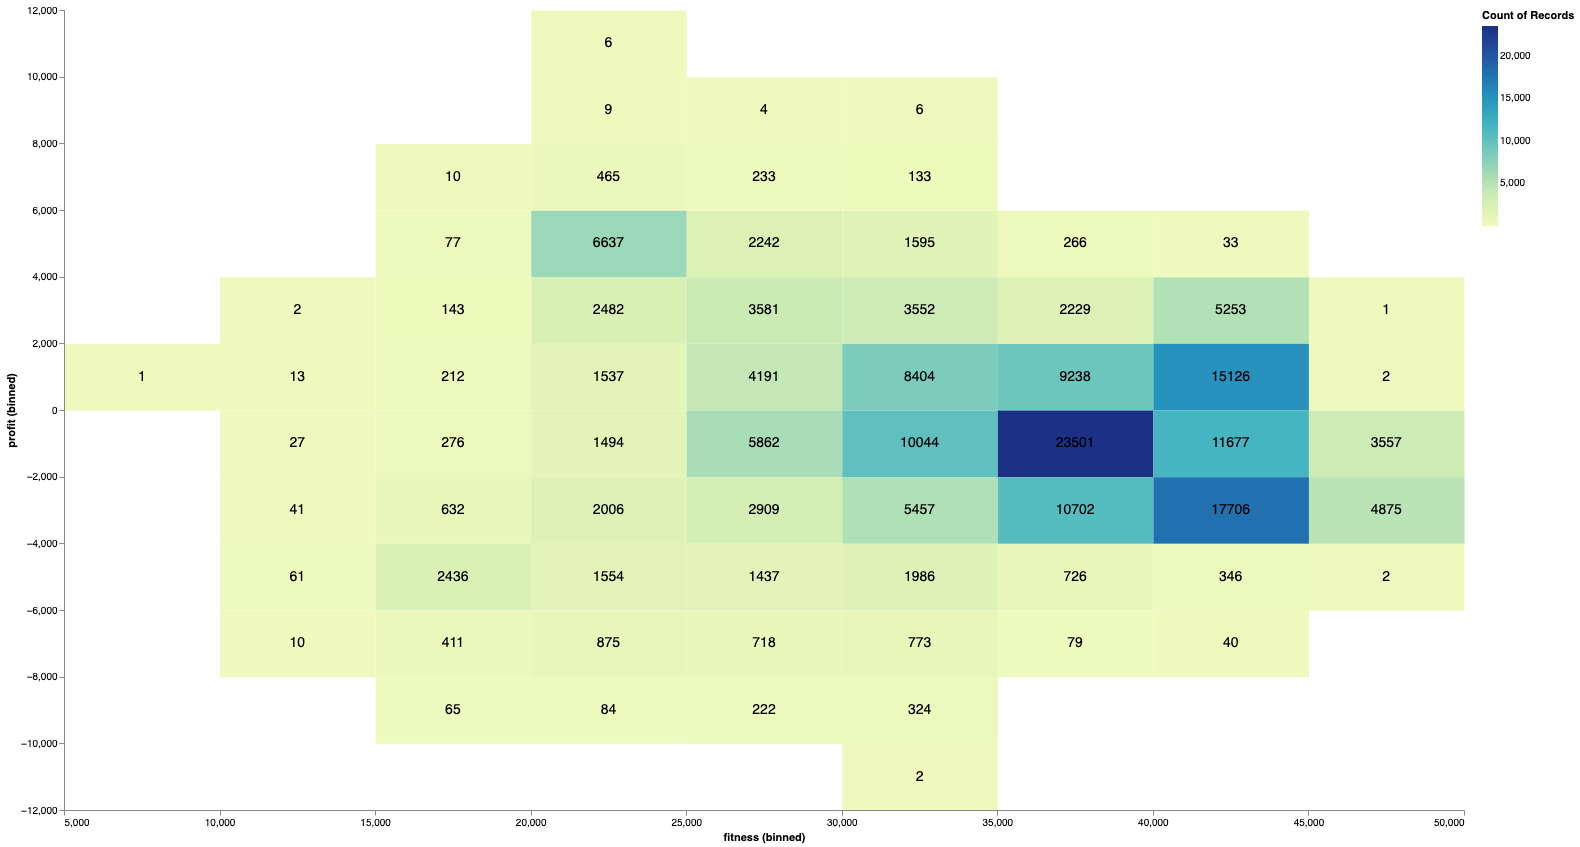 Count of Records
20,000
15,000
10,000
5,000
profit (binned)
12,000
6
10,000
9 4 6
8,000
10 465 233 133
6,000
77 6637 2242 1595 266 33
4,000
2 143 2482 3581 3552 2229 5253 1
2,000
1 13 212 1537 4191 8404 9238 15126 2
0
27 276 1494 5862 10044 23501 11677 3557
−2,000
41 632 2006 2909 5457 10702 17706 4875
−4,000
61 2436 1554 1437 1986 726 346 2
−6,000
10 411 875 718 773 79 40
−8,000
65 84 222 324
−10,000
2
−12,000
5,000 10,000 15,000 20,000 25,000 30,000 35,000 40,000 45,000 50,000
fitness (binned)